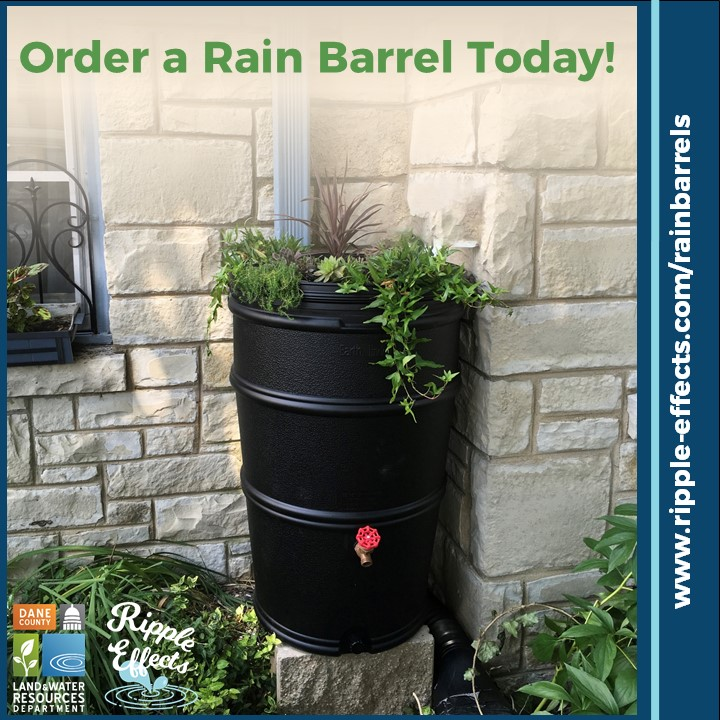 Order a Rain Barrel Today!
www.ripple-effects.com/rainbarrels
DANE
COUNTY
LAND & WATER
RESOURCES
DEPARTMENT
Ripple
Effects